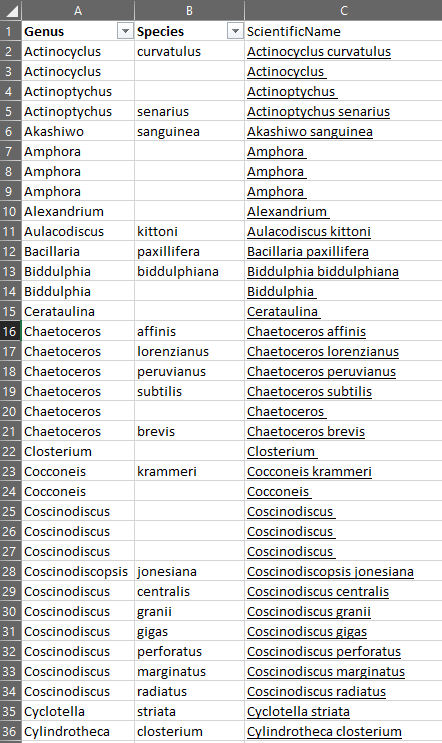 A B C
1 Genus Species ScientificName
2 Actinocyclus curvatulus Actinocyclus curvatulus
3 Actinocyclus Actinocyclus
4 Actinoptychus Actinoptychus
5 Actinoptychus senarius Actinoptychus senarius
6 Akashiwo sanguinea Akashiwo sanguinea
7 Amphora Amphora
8 Amphora Amphora
9 Amphora Amphora
10 Alexandrium Alexandrium
11 Aulacodiscus kittoni Aulacodiscus kittoni
12 Bacillaria paxillifera Bacillaria paxillifera
13 Biddulphia biddulphiana Biddulphia biddulphiana
14 Biddulphia Biddulphia
15 Cerataulina Cerataulina
16 Chaetoceros affinis Chaetoceros affinis
17 Chaetoceros lorenzianus Chaetoceros lorenzianus
18 Chaetoceros peruvianus Chaetoceros peruvianus
19 Chaetoceros subtilis Chaetoceros subtilis
20 Chaetoceros Chaetoceros
21 Chaetoceros brevis Chaetoceros brevis
22 Closterium Closterium
23 Cocconeis krammeri Cocconeis krammeri
24 Cocconeis Cocconeis
25 Coscinodiscus Coscinodiscus
26 Coscinodiscus Coscinodiscus
27 Coscinodiscus Coscinodiscus
28 Coscinodiscopsis jonesiana Coscinodiscopsis jonesiana
29 Coscinodiscus centralis Coscinodiscus centralis
30 Coscinodiscus granii Coscinodiscus granii
31 Coscinodiscus gigas Coscinodiscus gigas
32 Coscinodiscus perforatus Coscinodiscus perforatus
33 Coscinodiscus marginatus Coscinodiscus marginatus
34 Coscinodiscus radiatus Coscinodiscus radiatus
35 Cyclotella striata Cyclotella striata
36 Cylindrotheca closterium Cylindrotheca closterium